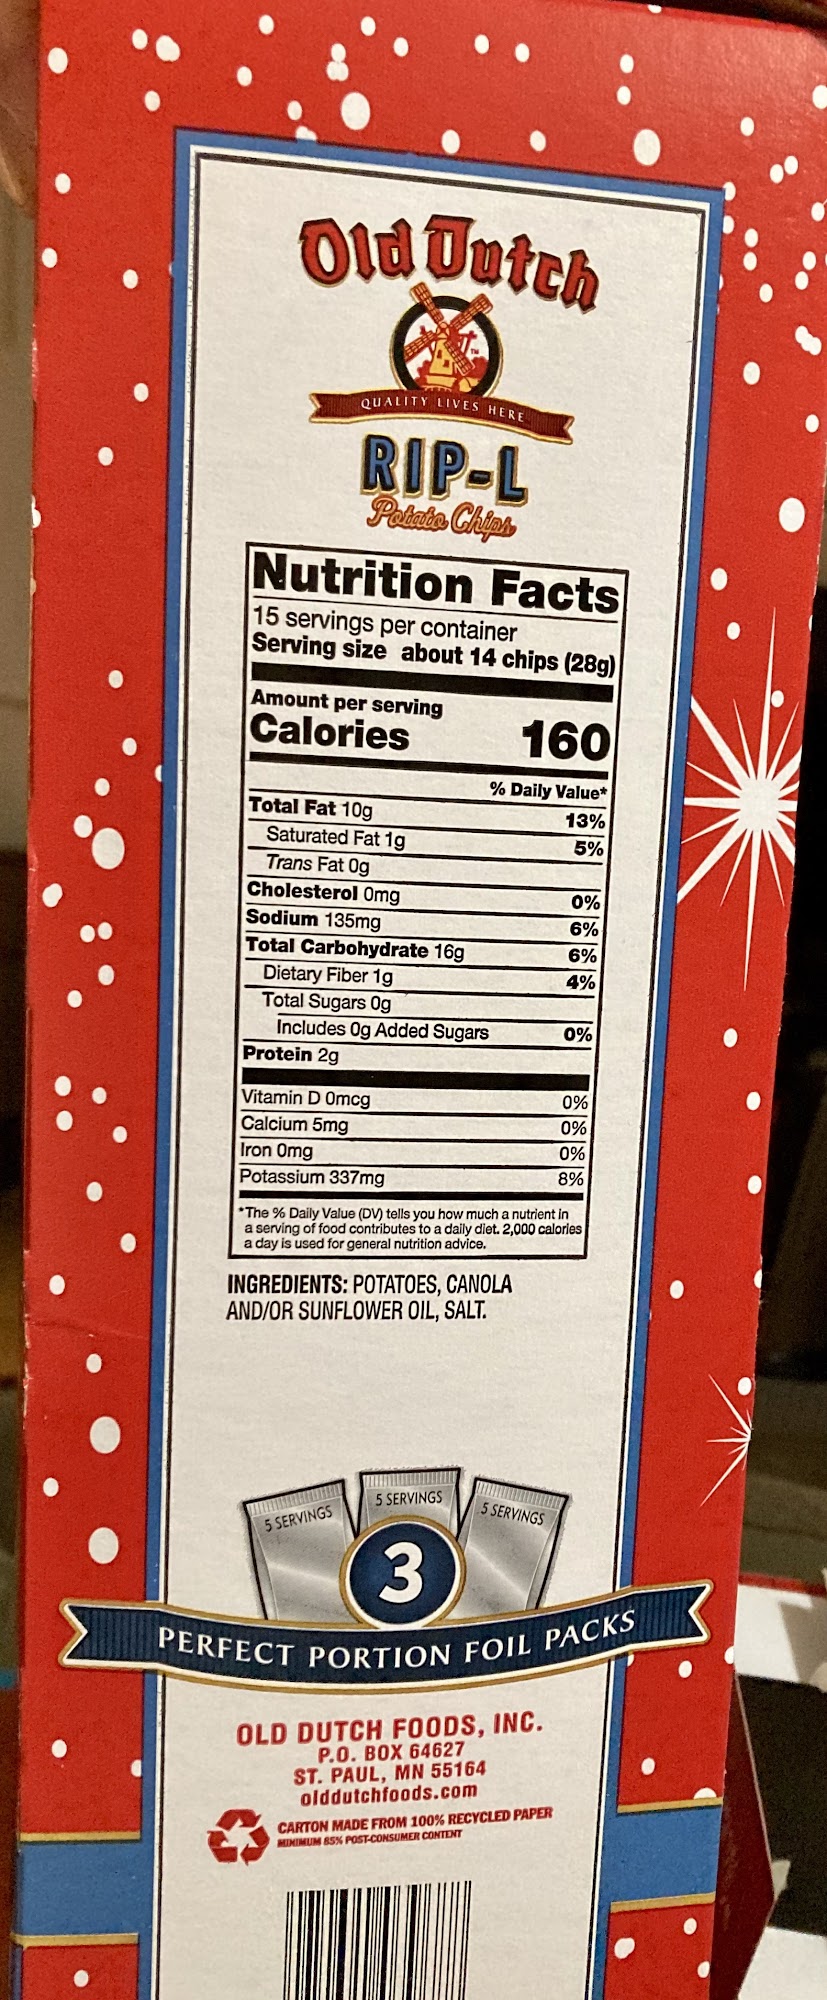 Old Dutch
TM
QUALITY LIVES HERE
RIP-L
Potato Chips
Nutrition Facts
15 servings per container
Serving size about 14 chips (28g)
Amount per serving
Calories 160
% Daily Value*
Total Fat 10g 13%
Saturated Fat 1g 5%
Trans Fat 0g
Cholesterol 0mg 0%
Sodium 135mg 6%
Total Carbohydrate 16g 6%
Dietary Fiber 1g 4%
Total Sugars 0g
Includes 0g Added Sugars 0%
Protein 2g
Vitamin D 0mcg 0%
Calcium 5mg 0%
Iron 0mg 0%
Potassium 337mg 8%
*The % Daily Value (DV) tells you how much a nutrient in
a serving of food contributes to a daily diet. 2,000 calories
a day is used for general nutrition advice.
INGREDIENTS: POTATOES, CANOLA
AND/OR SUNFLOWER OIL, SALT.
5 SERVINGS
5 SERVINGS
5 SERVINGS
3
PERFECT PORTION FOIL PACKS
OLD DUTCH FOODS, INC.
P.O. BOX 64627
ST. PAUL, MN 55164
olddutchfoods.com
CARTON MADE FROM 100% RECYCLED PAPER
MINIMUM 85% POST-CONSUMER CONTENT